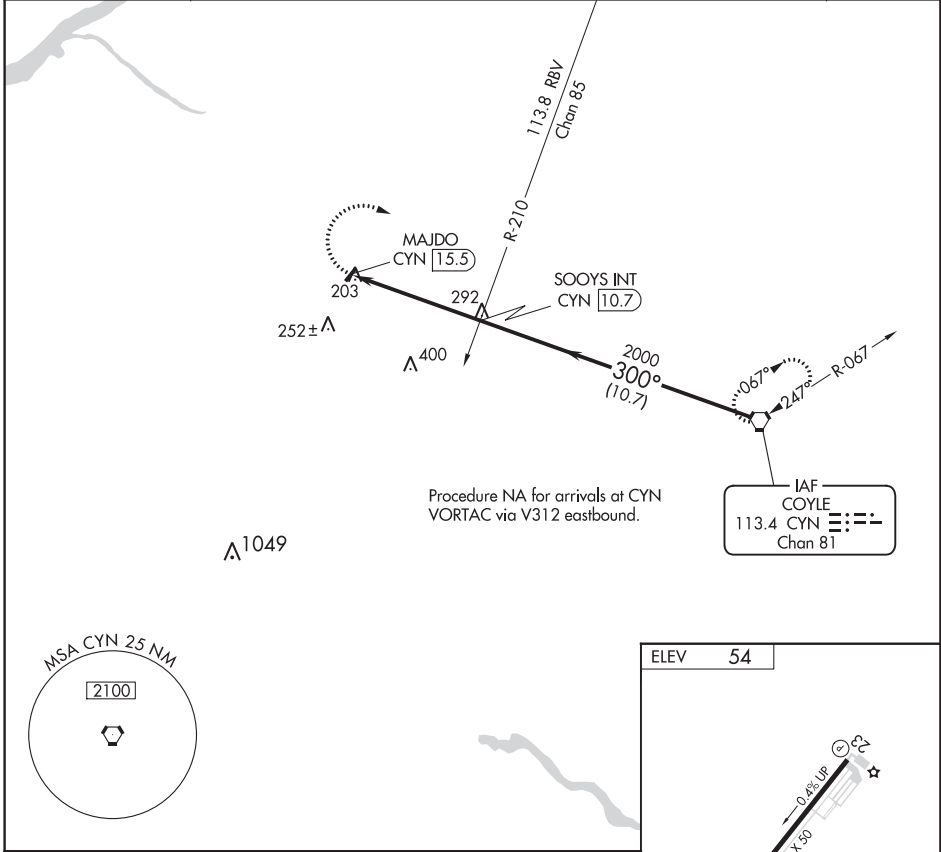 113.8 RBV
Chan 85
R-210
MAJDO
CYN 15.5
203
292
SOOYS INT
CYN 10.7
252±
400
2000
300°
(10.7)
067°
247°
R-067
Procedure NA for arrivals at CYN
VORTAC via V312 eastbound.
IAF
COYLE
113.4 CYN
Chan 81
1049
MSA CYN 25 NM
2100
ELEV 54
23
0.4% UP
X 50